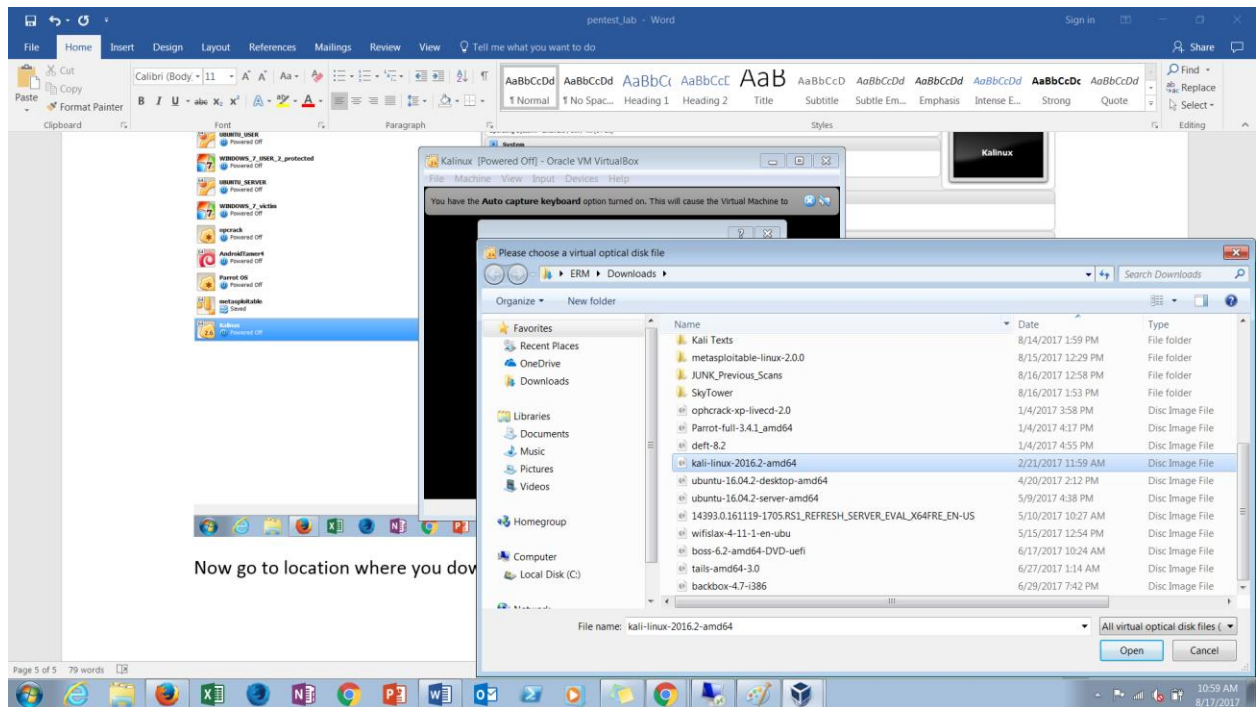 pentest_lab - Word
Sign in
File Home Insert Design Layout References Mailings Review View Tell me what you want to do
Share
Paste
Cut
Copy
Format Painter
Clipboard
Calibri (Body) 11
Font
Paragraph
AaBbCcDd AaBbCcDd AaBbCc AaBbCcE AaB AaBbCcD AaBbCcDd AaBbCcDd AaBbCcDd AaBbCcDc AaBbCcDd
¶ Normal ¶ No Spac... Heading 1 Heading 2 Title Subtitle Subtle Em... Emphasis Intense E... Strong Quote
Styles
Find
Replace
Select
Editing
UBUNTU_USER
Powered Off
WINDOWS_7_USER_2_protected
Powered Off
UBUNTU_SERVER
Powered Off
WINDOWS_7_victim
Powered Off
opcrack
Powered Off
AndroidTamer4
Powered Off
Parrot OS
Powered Off
metasploitable
Saved
Kalinux
Powered Off
System
Kalinux
Kalinux [Powered Off] - Oracle VM VirtualBox
File Machine View Input Devices Help
You have the Auto capture keyboard option turned on. This will cause the Virtual Machine to
Please choose a virtual optical disk file
ERM Downloads
Search Downloads
Organize New folder
Favorites
Recent Places
OneDrive
Downloads
Libraries
Documents
Music
Pictures
Videos
Homegroup
Computer
Local Disk (C:)
Name Date Type
Kali Texts 8/14/2017 1:59 PM File folder
metasploitable-linux-2.0.0 8/15/2017 12:29 PM File folder
JUNK_Previous_Scans 8/16/2017 12:58 PM File folder
SkyTower 8/16/2017 1:53 PM File folder
ophcrack-xp-livecd-2.0 1/4/2017 3:58 PM Disc Image File
Parrot-full-3.4.1_amd64 1/4/2017 4:17 PM Disc Image File
deft-8.2 1/4/2017 4:55 PM Disc Image File
kali-linux-2016.2-amd64 2/21/2017 11:59 AM Disc Image File
ubuntu-16.04.2-desktop-amd64 4/20/2017 2:12 PM Disc Image File
ubuntu-16.04.2-server-amd64 5/9/2017 4:38 PM Disc Image File
14393.0.161119-1705.RS1_REFRESH_SERVER_EVAL_X64FRE_EN-US 5/10/2017 10:27 AM Disc Image File
wifislax-4-11-1-en-ubu 5/15/2017 12:54 PM Disc Image File
boss-6.2-amd64-DVD-uefi 6/17/2017 10:24 AM Disc Image File
tails-amd64-3.0 6/27/2017 1:14 AM Disc Image File
backbox-4.7-i386 6/29/2017 7:42 PM Disc Image File
File name: kali-linux-2016.2-amd64
All virtual optical disk files (
Open Cancel
Now go to location where you dow
Page 5 of 5 79 words
10:59 AM
8/17/2017